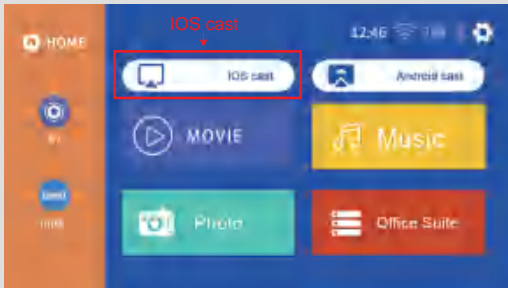 IOS cast
HOME
12:46
IOS cast
Android cast
MOVIE
Music
Photo
Office Suite